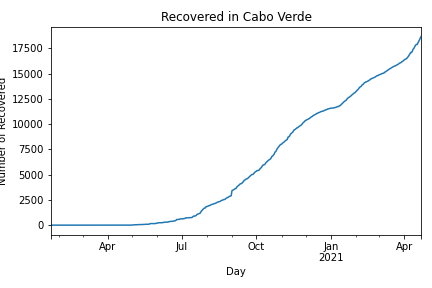 Recovered in Cabo Verde
Number of Recovered
17500
15000
12500
10000
7500
5000
2500
0
Apr
Jul
Oct
Jan
2021
Apr
Day